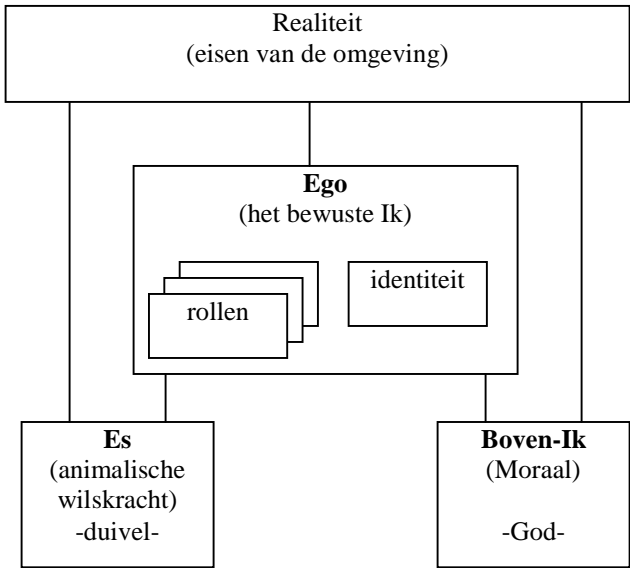 Realiteit
(eisen van de omgeving)
Ego
(het bewuste Ik)
rollen
identiteit
Es
(animalische
wilskracht)
-duivel-
Boven-Ik
(Moraal)
-God-